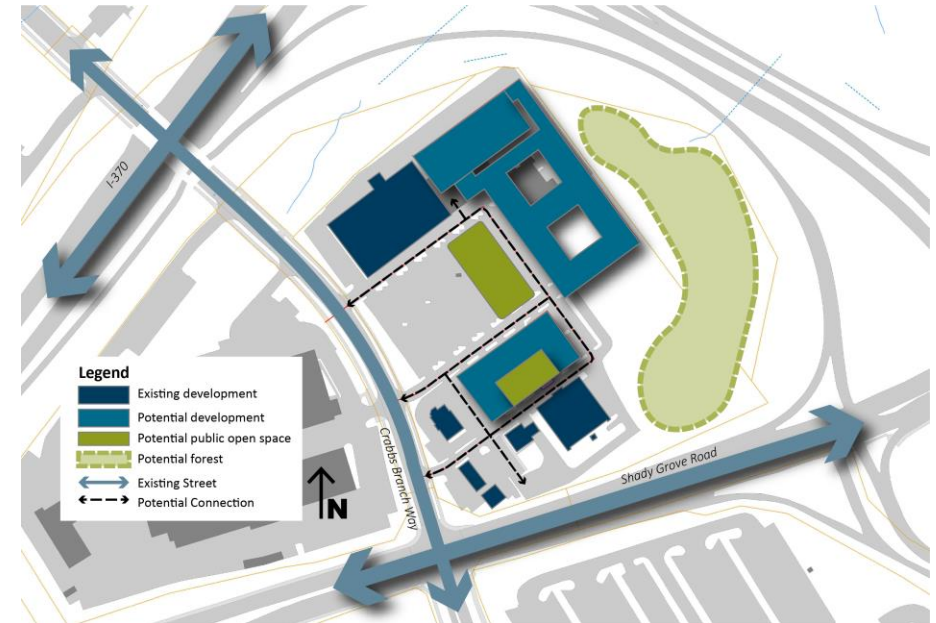 I-370
Legend
Existing development
Potential development
Potential public open space
Potential forest
Existing Street
Potential Connection
N
Crabbs Branch Way
Shady Grove Road